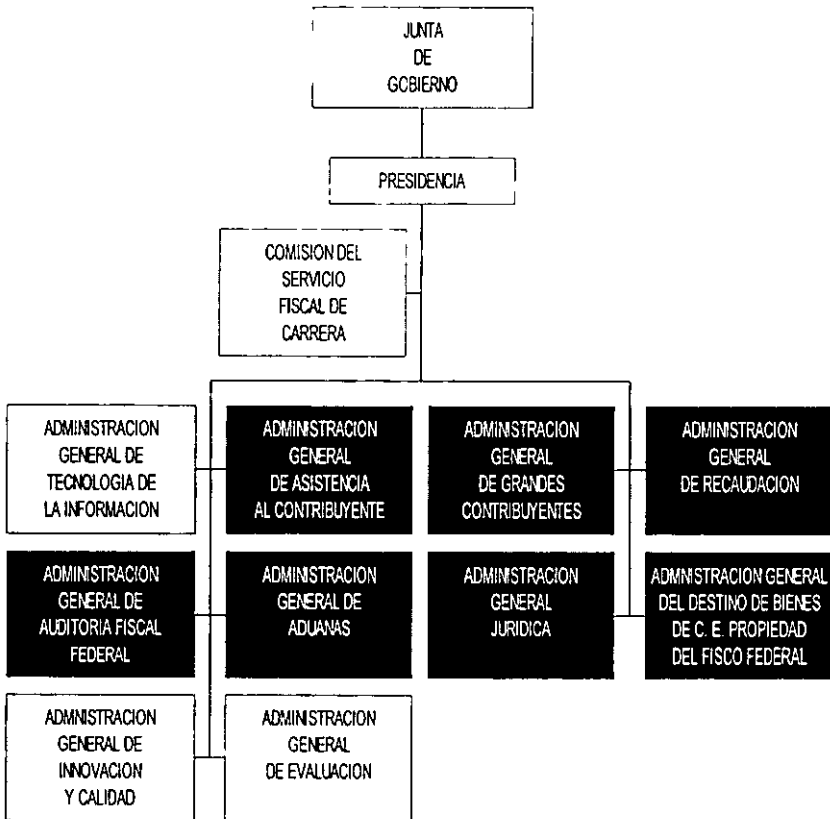 JUNTA
DE
GOBIERNO
PRESIDENCIA
COMISION DEL
SERVICIO
FISCAL DE
CARRERA
ADMINISTRACION
GENERAL DE
TECNOLOGIA DE
LA INFORMACION
ADMINISTRACION
GENERAL
DE ASISTENCIA
AL CONTRIBUYENTE
ADMINISTRACION
GENERAL
DE GRANDES
CONTRIBUYENTES
ADMINISTRACION
GENERAL
DE RECAUDACION
ADMINISTRACION
GENERAL DE
AUDITORIA FISCAL
FEDERAL
ADMINISTRACION
GENERAL DE
ADUANAS
ADMINISTRACION
GENERAL
JURIDICA
ADMNISTRACION GENERAL
DEL DESTINO DE BIENES
DE C. E. PROPIEDAD
DEL FISCO FEDERAL
ADMNISTRACION
GENERAL DE
INNOVACION
Y CALIDAD
ADMINISTRACION
GENERAL
DE EVALUACION